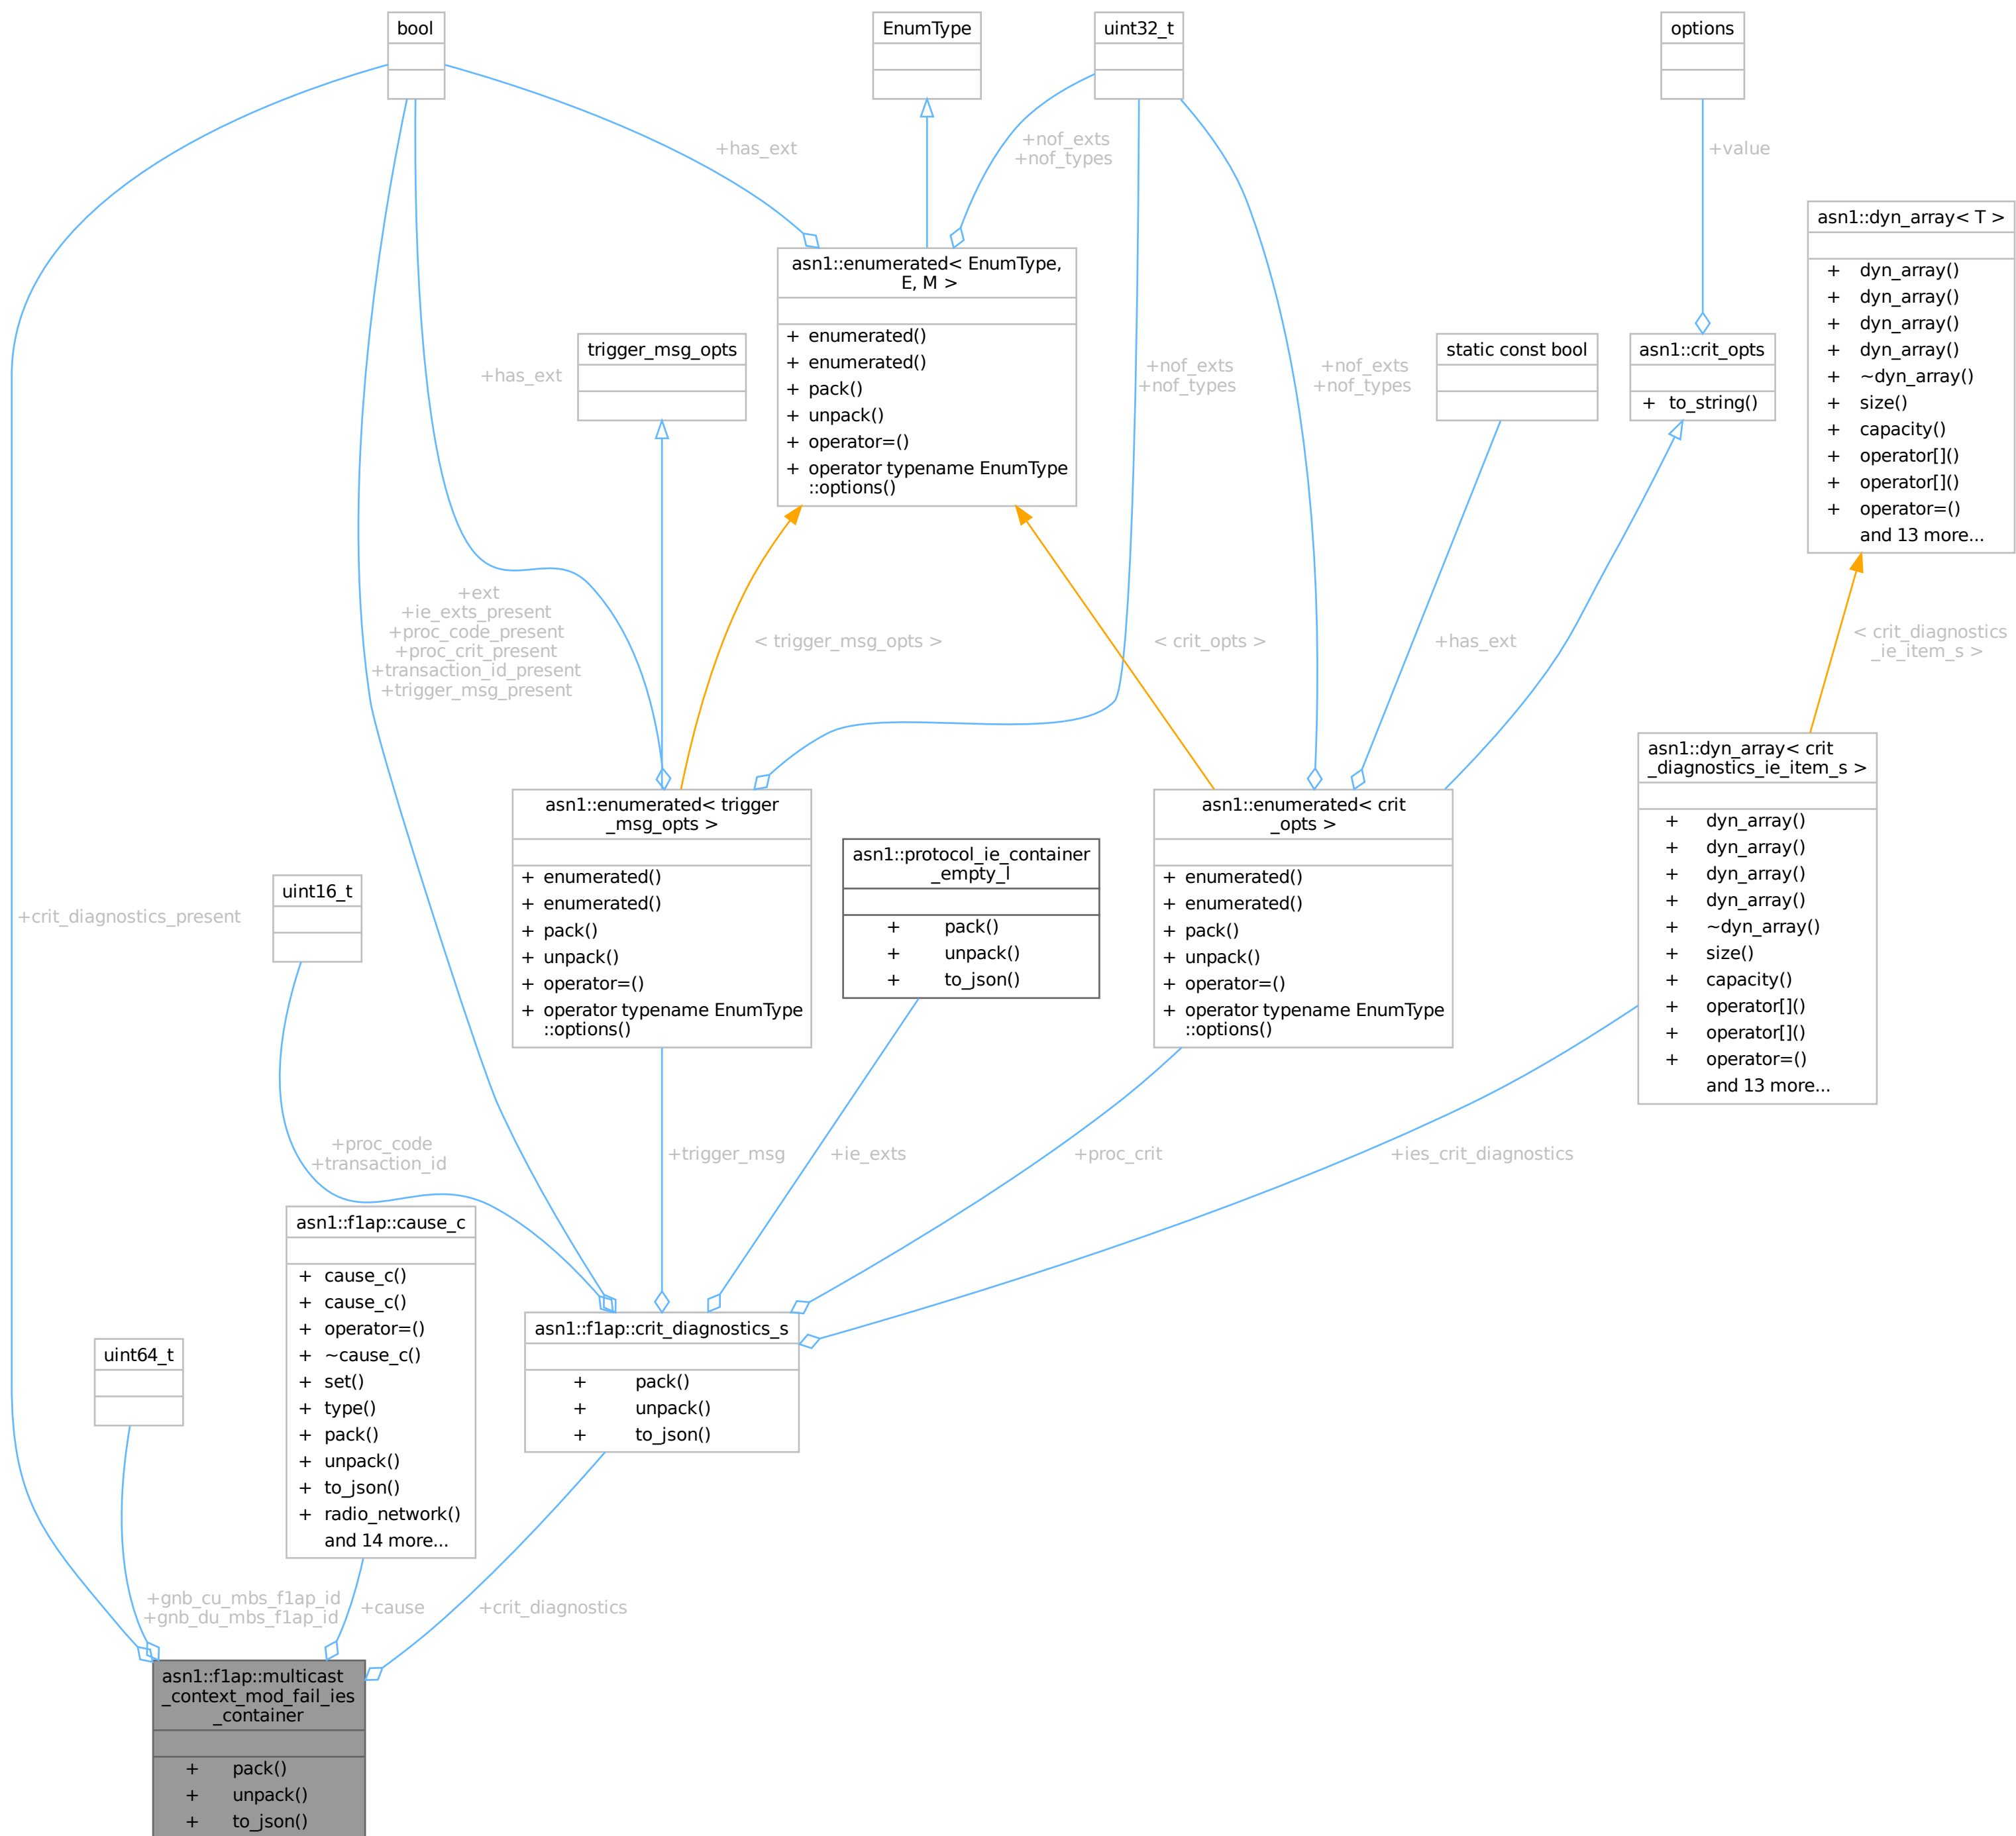 bool
EnumType
uint32_t
options
+has_ext
+nof_exts
+nof_types
+value
asn1::dyn_array< T >
+ dyn_array()
+ dyn_array()
+ dyn_array()
+ dyn_array()
+ ~dyn_array()
+ size()
+ capacity()
+ operator[]()
+ operator[]()
+ operator=()
and 13 more...
asn1::enumerated< EnumType,
E, M >
+ enumerated()
+ enumerated()
+ pack()
+ unpack()
+ operator=()
+ operator typename EnumType
::options()
trigger_msg_opts
static const bool
asn1::crit_opts
+ to_string()
+has_ext
+nof_exts
+nof_types
+nof_exts
+nof_types
+ext
+ie_exts_present
+proc_code_present
+proc_crit_present
+transaction_id_present
+trigger_msg_present
< trigger_msg_opts >
< crit_opts >
+has_ext
< crit_diagnostics
_ie_item_s >
asn1::dyn_array< crit
_diagnostics_ie_item_s >
+ dyn_array()
+ dyn_array()
+ dyn_array()
+ dyn_array()
+ ~dyn_array()
+ size()
+ capacity()
+ operator[]()
+ operator[]()
+ operator=()
and 13 more...
asn1::enumerated< trigger
_msg_opts >
+ enumerated()
+ enumerated()
+ pack()
+ unpack()
+ operator=()
+ operator typename EnumType
::options()
asn1::protocol_ie_container
_empty_l
+ pack()
+ unpack()
+ to_json()
asn1::enumerated< crit
_opts >
+ enumerated()
+ enumerated()
+ pack()
+ unpack()
+ operator=()
+ operator typename EnumType
::options()
+crit_diagnostics_present
uint16_t
+proc_code
+transaction_id
+trigger_msg
+ie_exts
+proc_crit
+ies_crit_diagnostics
asn1::f1ap::cause_c
+ cause_c()
+ cause_c()
+ operator=()
+ ~cause_c()
+ set()
+ type()
+ pack()
+ unpack()
+ to_json()
+ radio_network()
and 14 more...
uint64_t
asn1::f1ap::crit_diagnostics_s
+ pack()
+ unpack()
+ to_json()
+gnb_cu_mbs_f1ap_id
+gnb_du_mbs_f1ap_id
+cause
+crit_diagnostics
asn1::f1ap::multicast
_context_mod_fail_ies
_container
+ pack()
+ unpack()
+ to_json()